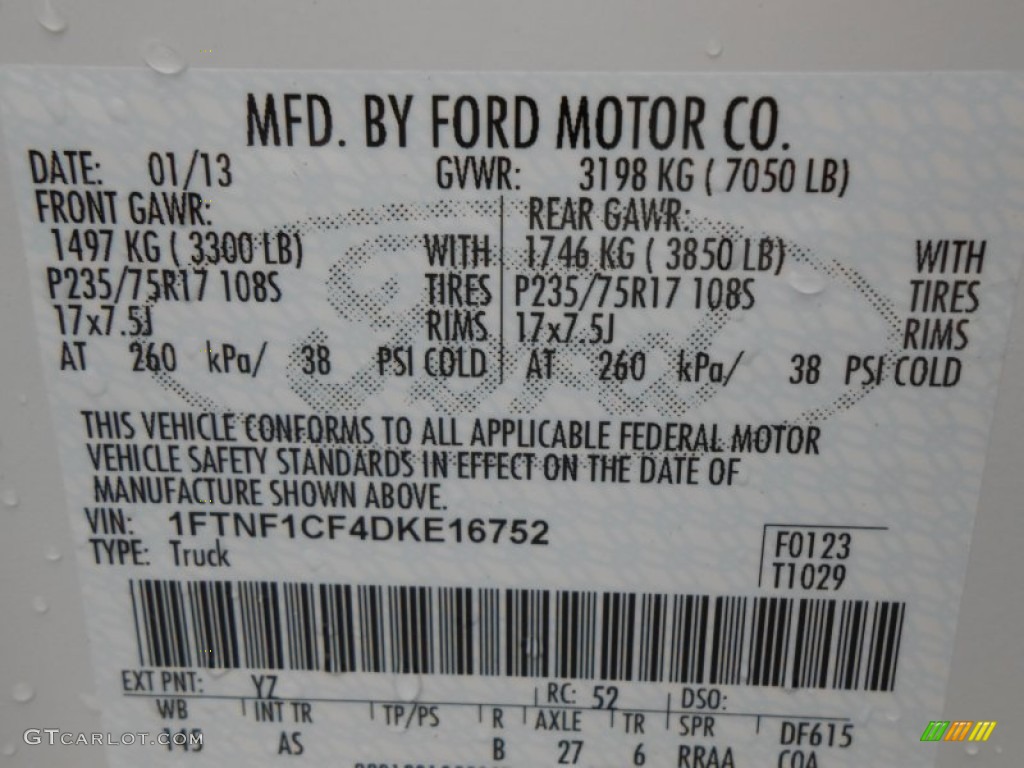 MFD. BY FORD MOTOR CO.
DATE: 01/13 GVWR: 3198 KG ( 7050 LB)
FRONT GAWR: REAR GAWR:
1497 KG ( 3300 LB) WITH 1746 KG ( 3850 LB) WITH
P235/75R17 108S TIRES P235/75R17 108S TIRES
17x7.5J RIMS 17x7.5J RIMS
AT 260 kPa/ 38 PSI COLD AT 260 kPa/ 38 PSI COLD
Ford
THIS VEHICLE CONFORMS TO ALL APPLICABLE FEDERAL MOTOR
VEHICLE SAFETY STANDARDS IN EFFECT ON THE DATE OF
MANUFACTURE SHOWN ABOVE.
VIN: 1FTNF1CF4DKE16752
TYPE: Truck
F0123
T1029
EXT PNT: YZ RC: 52 DSO:
WB INT TR TP/PS R AXLE TR SPR DF615
AS B 27 6 RRAA
GTCARLOT.COM